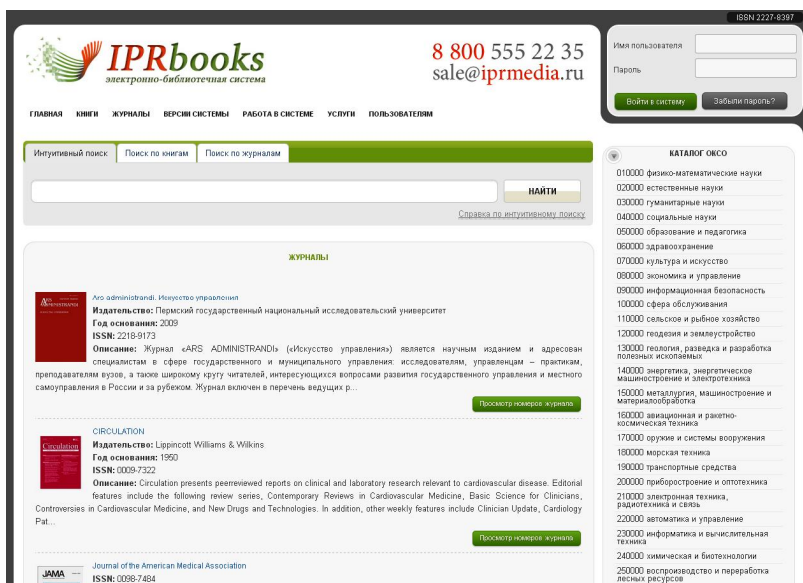 ISSN 2227-8397
IPRbooks
электронно-библиотечная система
8 800 555 22 35
sale@iprmedia.ru
Имя пользователя
Пароль
Войти в систему
Забыли пароль?
ГЛАВНАЯ КНИГИ ЖУРНАЛЫ ВЕРСИИ СИСТЕМЫ РАБОТА В СИСТЕМЕ УСЛУГИ ПОЛЬЗОВАТЕЛЯМ
Интуитивный поиск Поиск по книгам Поиск по журналам
НАЙТИ
Справка по интуитивному поиску
ЖУРНАЛЫ
Ars administrandi. Искусство управления
Издательство: Пермский государственный национальный исследовательский университет
Год основания: 2009
ISSN: 2218-9173
Описание: Журнал «ARS ADMINISTRANDI» («Искусство управления») является научным изданием и адресован
специалистам в сфере государственного и муниципального управления: исследователям, управленцам – практикам,
преподавателям вузов, а также широкому кругу читателей, интересующихся вопросами развития государственного управления и местного
самоуправления в России и за рубежом. Журнал включен в перечень ведущих р...
Просмотр номеров журнала
Circulation
CIRCULATION
Издательство: Lippincott Williams & Wilkins
Год основания: 1950
ISSN: 0009-7322
Описание: Circulation presents peerreviewed reports on clinical and laboratory research relevant to cardiovascular disease. Editorial
features include the following review series, Contemporary Reviews in Cardiovascular Medicine, Basic Science for Clinicians,
Controversies in Cardiovascular Medicine, and New Drugs and Technologies. In addition, other weekly features include Clinician Update, Cardiology
Pat...
Просмотр номеров журнала
JAMA
Journal of the American Medical Association
ISSN: 0098-7484
КАТАЛОГ ОКСО
010000 физико-математические науки
020000 естественные науки
030000 гуманитарные науки
040000 социальные науки
050000 образование и педагогика
060000 здравоохранение
070000 культура и искусство
080000 экономика и управление
090000 информационная безопасность
100000 сфера обслуживания
110000 сельское и рыбное хозяйство
120000 геодезия и землеустройство
130000 геология, разведка и разработка
полезных ископаемых
140000 энергетика, энергетическое
машиностроение и электротехника
150000 металлургия, машиностроение и
материалообработка
160000 авиационная и ракетно-
космическая техника
170000 оружие и системы вооружения
180000 морская техника
190000 транспортные средства
200000 приборостроение и оптотехника
210000 электронная техника,
радиотехника и связь
220000 автоматика и управление
230000 информатика и вычислительная
техника
240000 химическая и биотехнологии
250000 воспроизводство и переработка
лесных ресурсов